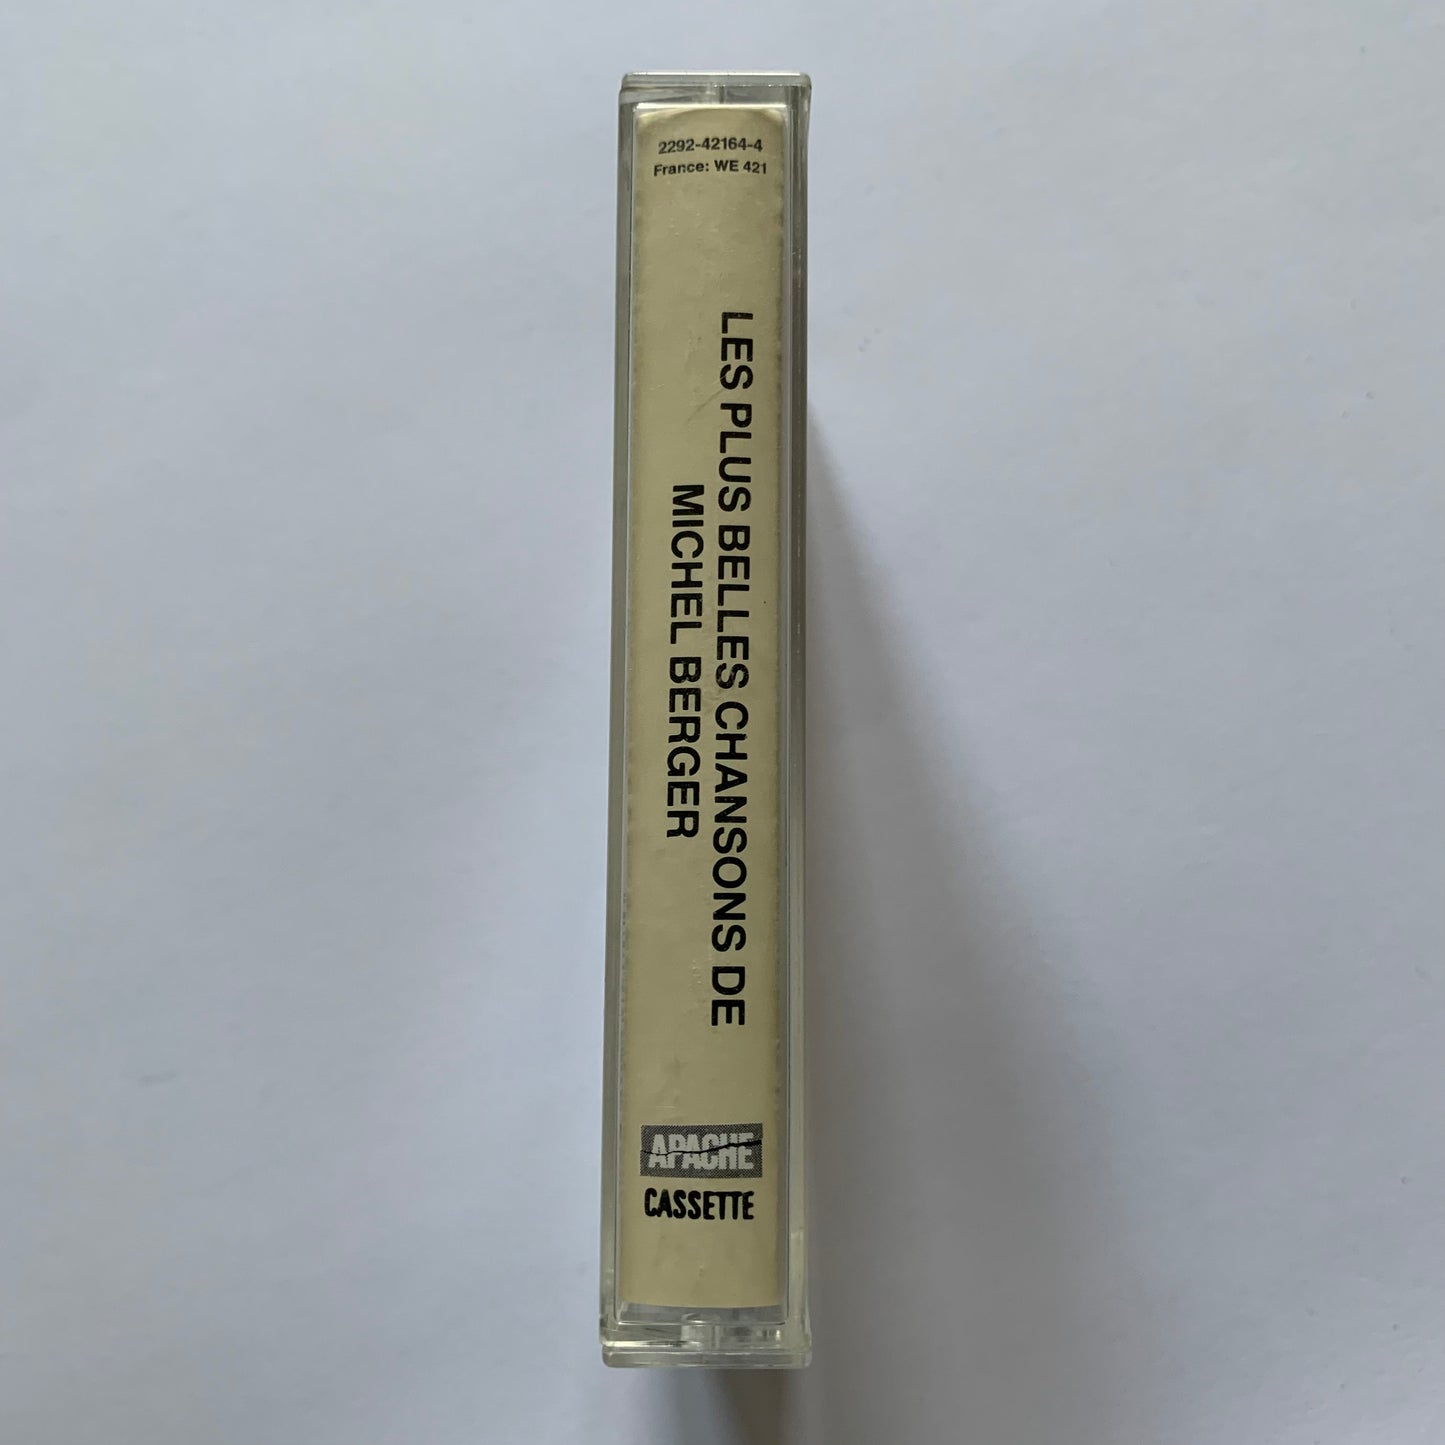 2292-42164-4
France: WE 421
LES PLUS BELLES CHANSONS DE
MICHEL BERGER
APACHE
CASSETTE